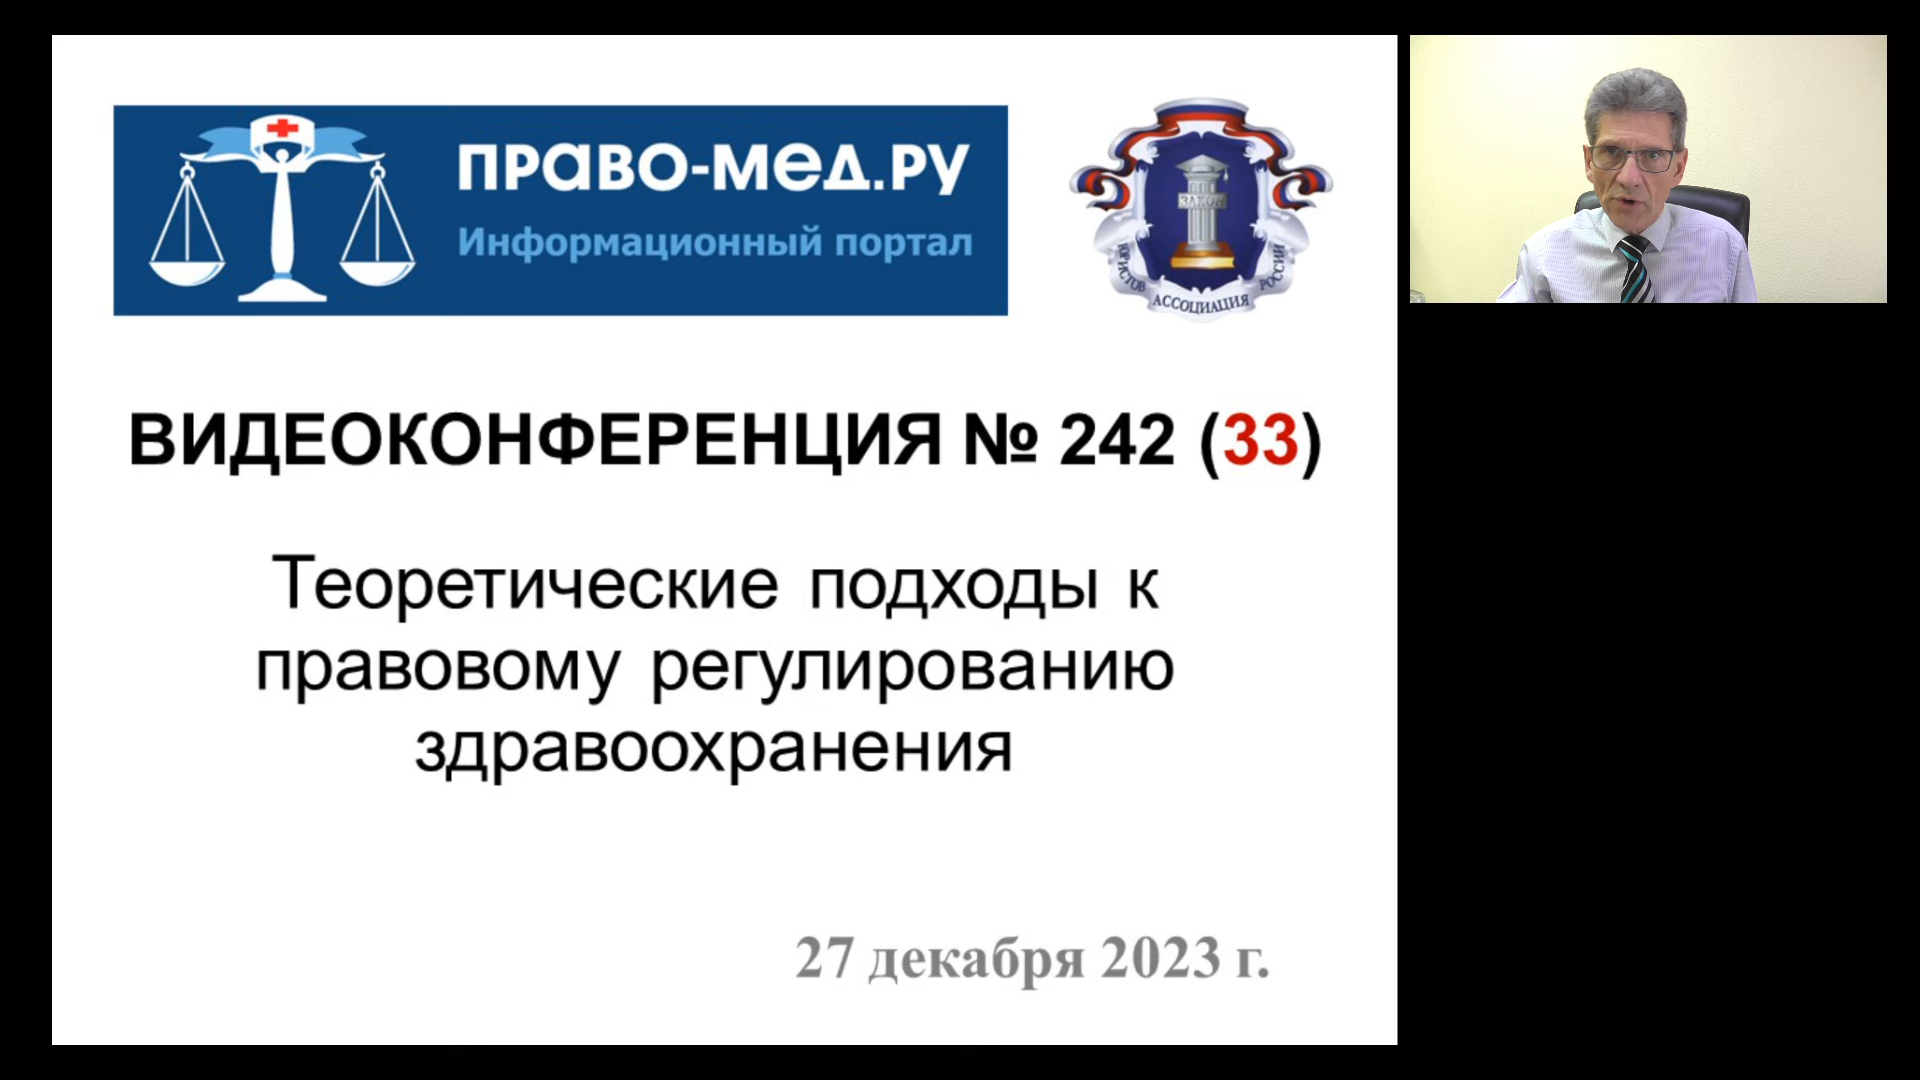 ПРАВО-МЕД.РУ
Информационный портал
ЗАКОН
ЮРИСТОВ АССОЦИАЦИЯ РОССИИ
ВИДЕОКОНФЕРЕНЦИЯ № 242 (33)
Теоретические подходы к
правовому регулированию
здравоохранения
27 декабря 2023 г.